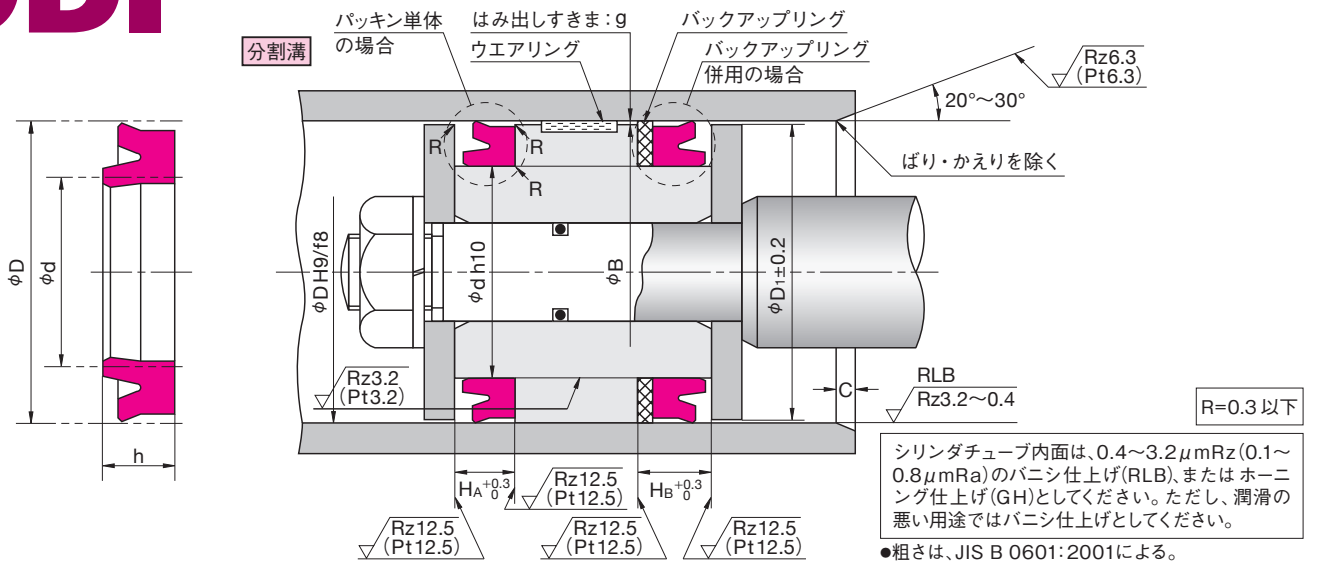 分割溝
パッキン単体
の場合
はみ出しすきま：g
ウエアリング
バックアップリング
バックアップリング
併用の場合
Rz6.3
(Pt6.3)
20°～30°
ばり・かえりを除く
R
R
R
φD
φd
h
φDH9/f8
φdh10
φB
φD1±0.2
Rz3.2
(Pt3.2)
C
RLB
Rz3.2～0.4
R=0.3以下
HA+0.3 0
Rz12.5
(Pt12.5)
HB+0.3 0
Rz12.5
(Pt12.5)
Rz12.5
(Pt12.5)
Rz12.5
(Pt12.5)
シリンダチューブ内面は、0.4～3.2μmRz(0.1～
0.8μmRa)のバニシ仕上げ(RLB)、またはホーニ
ング仕上げ(GH)としてください。ただし、潤滑の
悪い用途ではバニシ仕上げとしてください。
●粗さは、JIS B 0601：2001による。